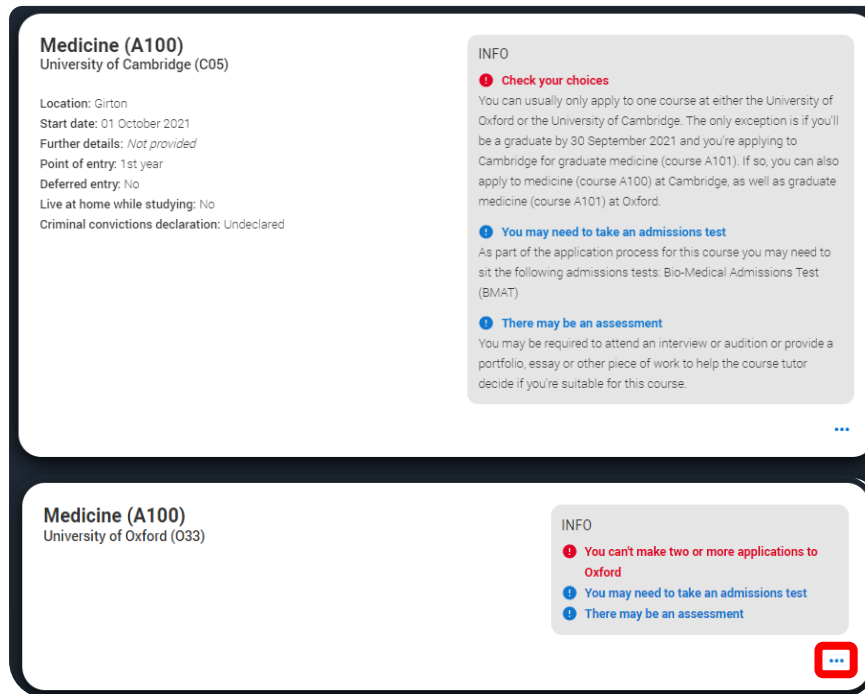 Medicine (A100)
University of Cambridge (C05)
Location: Girton
Start date: 01 October 2021
Further details: Not provided
Point of entry: 1st year
Deferred entry: No
Live at home while studying: No
Criminal convictions declaration: Undeclared
INFO
Check your choices
You can usually only apply to one course at either the University of
Oxford or the University of Cambridge. The only exception is if you'll
be a graduate by 30 September 2021 and you're applying to
Cambridge for graduate medicine (course A101). If so, you can also
apply to medicine (course A100) at Cambridge, as well as graduate
medicine (course A101) at Oxford.
You may need to take an admissions test
As part of the application process for this course you may need to
sit the following admissions tests: Bio-Medical Admissions Test
(BMAT)
There may be an assessment
You may be required to attend an interview or audition or provide a
portfolio, essay or other piece of work to help the course tutor
decide if you're suitable for this course.
Medicine (A100)
University of Oxford (O33)
INFO
You can't make two or more applications to
Oxford
You may need to take an admissions test
There may be an assessment